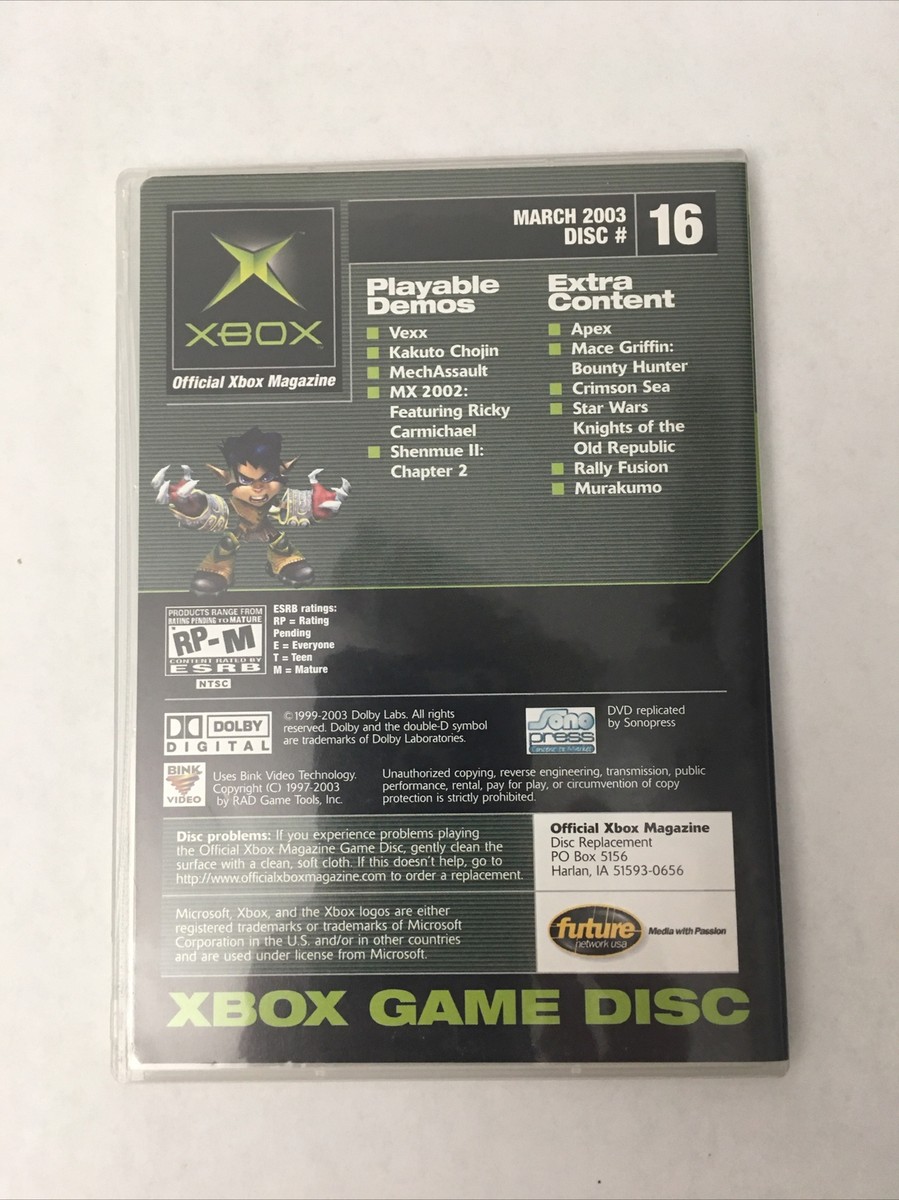 MARCH 2003
DISC #
16
XBOX
Official Xbox Magazine
Playable
Demos
Vexx
Kakuto Chojin
MechAssault
MX 2002:
Featuring Ricky
Carmichael
Shenmue II:
Chapter 2
Extra
Content
Apex
Mace Griffin:
Bounty Hunter
Crimson Sea
Star Wars
Knights of the
Old Republic
Rally Fusion
Murakumo
PRODUCTS RANGE FROM
RATING PENDING TO MATURE
RP-M
CONTENT RATED BY
ESRB
NTSC
ESRB ratings:
RP = Rating
Pending
E = Everyone
T = Teen
M = Mature
DOLBY
DIGITAL
©1999-2003 Dolby Labs. All rights
reserved. Dolby and the double-D symbol
are trademarks of Dolby Laboratories.
Sono
press
DVD replicated
by Sonopress
BINK
VIDEO
Uses Bink Video Technology.
Copyright (C) 1997-2003
by RAD Game Tools, Inc.
Unauthorized copying, reverse engineering, transmission, public
performance, rental, pay for play, or circumvention of copy
protection is strictly prohibited.
Disc problems: If you experience problems playing
the Official Xbox Magazine Game Disc, gently clean the
surface with a clean, soft cloth. If this doesn't help, go to
http://www.officialxboxmagazine.com to order a replacement.
Official Xbox Magazine
Disc Replacement
PO Box 5156
Harlan, IA 51593-0656
Microsoft, Xbox, and the Xbox logos are either
registered trademarks or trademarks of Microsoft
Corporation in the U.S. and/or in other countries
and are used under license from Microsoft.
future
network usa
Media with Passion
XBOX GAME DISC